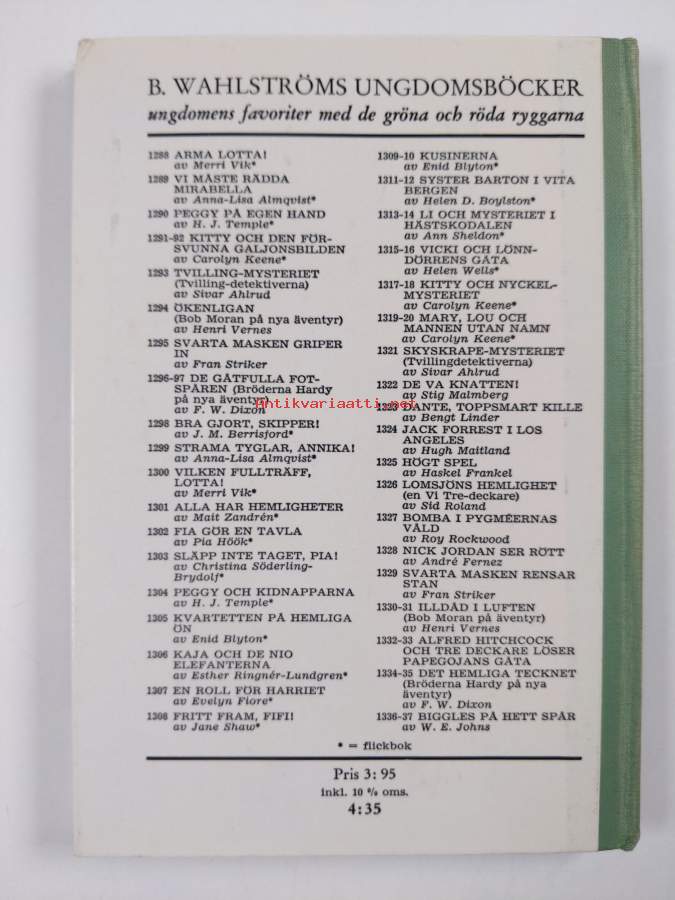 B. WAHLSTRÖMS UNGDOMSBÖCKER
ungdomens favoriter med de gröna och röda ryggarna
1288 ARMA LOTTA!
av Merri Vik*
1289 VI MÅSTE RÄDDA
MIRABELLA
av Anna-Lisa Almqvist*
1290 PEGGY PÅ EGEN HAND
av H. J. Temple*
1291-92 KITTY OCH DEN FÖR-
SVUNNA GALJONSBILDEN
av Carolyn Keene*
1293 TVILLING-MYSTERIET
(Tvilling-detektiverna)
av Sivar Ahlrud
1294 ÖKENLIGAN
(Bob Moran på nya äventyr)
av Henri Vernes
1295 SVARTA MASKEN GRIPER
IN
av Fran Striker
1296-97 DE GÅTFULLA FOT-
SPÅREN (Bröderna Hardy
på nya äventyr)
av F. W. Dixon
1298 BRA GJORT, SKIPPER!
av J. M. Berrisford*
1299 STRAMA TYGLAR, ANNIKA!
av Anna-Lisa Almqvist*
1300 VILKEN FULLTRÄFF,
LOTTA!
av Merri Vik*
1301 ALLA HAR HEMLIGHETER
av Mait Zandrén*
1302 FIA GÖR EN TAVLA
av Pia Höök*
1303 SLÄPP INTE TAGET, PIA!
av Christina Söderling-
Brydolf*
1304 PEGGY OCH KIDNAPPARNA
av H. J. Temple*
1305 KVARTETTEN PÅ HEMLIGA
ÖN
av Enid Blyton*
1306 KAJA OCH DE NIO
ELEFANTERNA
av Esther Ringnér-Lundgren*
1307 EN ROLL FÖR HARRIET
av Evelyn Fiore*
1308 FRITT FRAM, FIFI!
av Jane Shaw*
1309-10 KUSINERNA
av Enid Blyton*
1311-12 SYSTER BARTON I VITA
BERGEN
av Helen D. Boylston*
1313-14 LI OCH MYSTERIET I
HÄSTSKODALEN
av Ann Sheldon*
1315-16 VICKI OCH LÖNN-
DÖRRENS GÅTA
av Helen Wells*
1317-18 KITTY OCH NYCKEL-
MYSTERIET
av Carolyn Keene*
1319-20 MARY, LOU OCH
MANNEN UTAN NAMN
av Carolyn Keene*
1321 SKYSKRAPE-MYSTERIET
(Tvillingdetektiverna)
av Sivar Ahlrud
1322 DE VA KNATTEN!
av Stig Malmberg
1323 DANTE, TOPPSMART KILLE
av Bengt Linder
1324 JACK FORREST I LOS
ANGELES
av Hugh Maitland
1325 HÖGT SPEL
av Haskel Frankel
1326 LOMSJÖNS HEMLIGHET
(en Vi Tre-deckare)
av Sid Roland
1327 BOMBA I PYGMÉERNAS
VÅLD
av Roy Rockwood
1328 NICK JORDAN SER RÖTT
av André Fernez
1329 SVARTA MASKEN RENSAR
STAN
av Fran Striker
1330-31 ILLDÅD I LUFTEN
(Bob Moran på äventyr)
av Henri Vernes
1332-33 ALFRED HITCHCOCK
OCH TRE DECKARE LÖSER
PAPEGOJANS GÅTA
1334-35 DET HEMLIGA TECKNET
(Bröderna Hardy på nya
äventyr)
av F. W. Dixon
1336-37 BIGGLES PÅ HETT SPÅR
av W. E. Johns
* = flickbok
Pris 3: 95
inkl. 10 % oms.
4:35
antikvariaatti.net